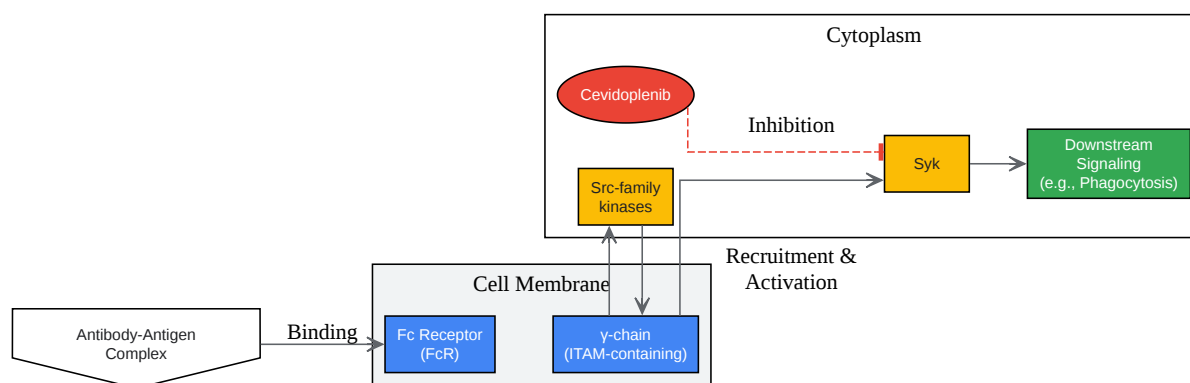 Cytoplasm
Cevidoplenib
Inhibition
Syk
Downstream
Signaling
(e.g., Phagocytosis)
Src-family
kinases
Recruitment &
Activation
Cell Membrane
Antibody-Antigen
Complex
Binding
Fc Receptor
(FcR)
γ-chain
(ITAM-containing)